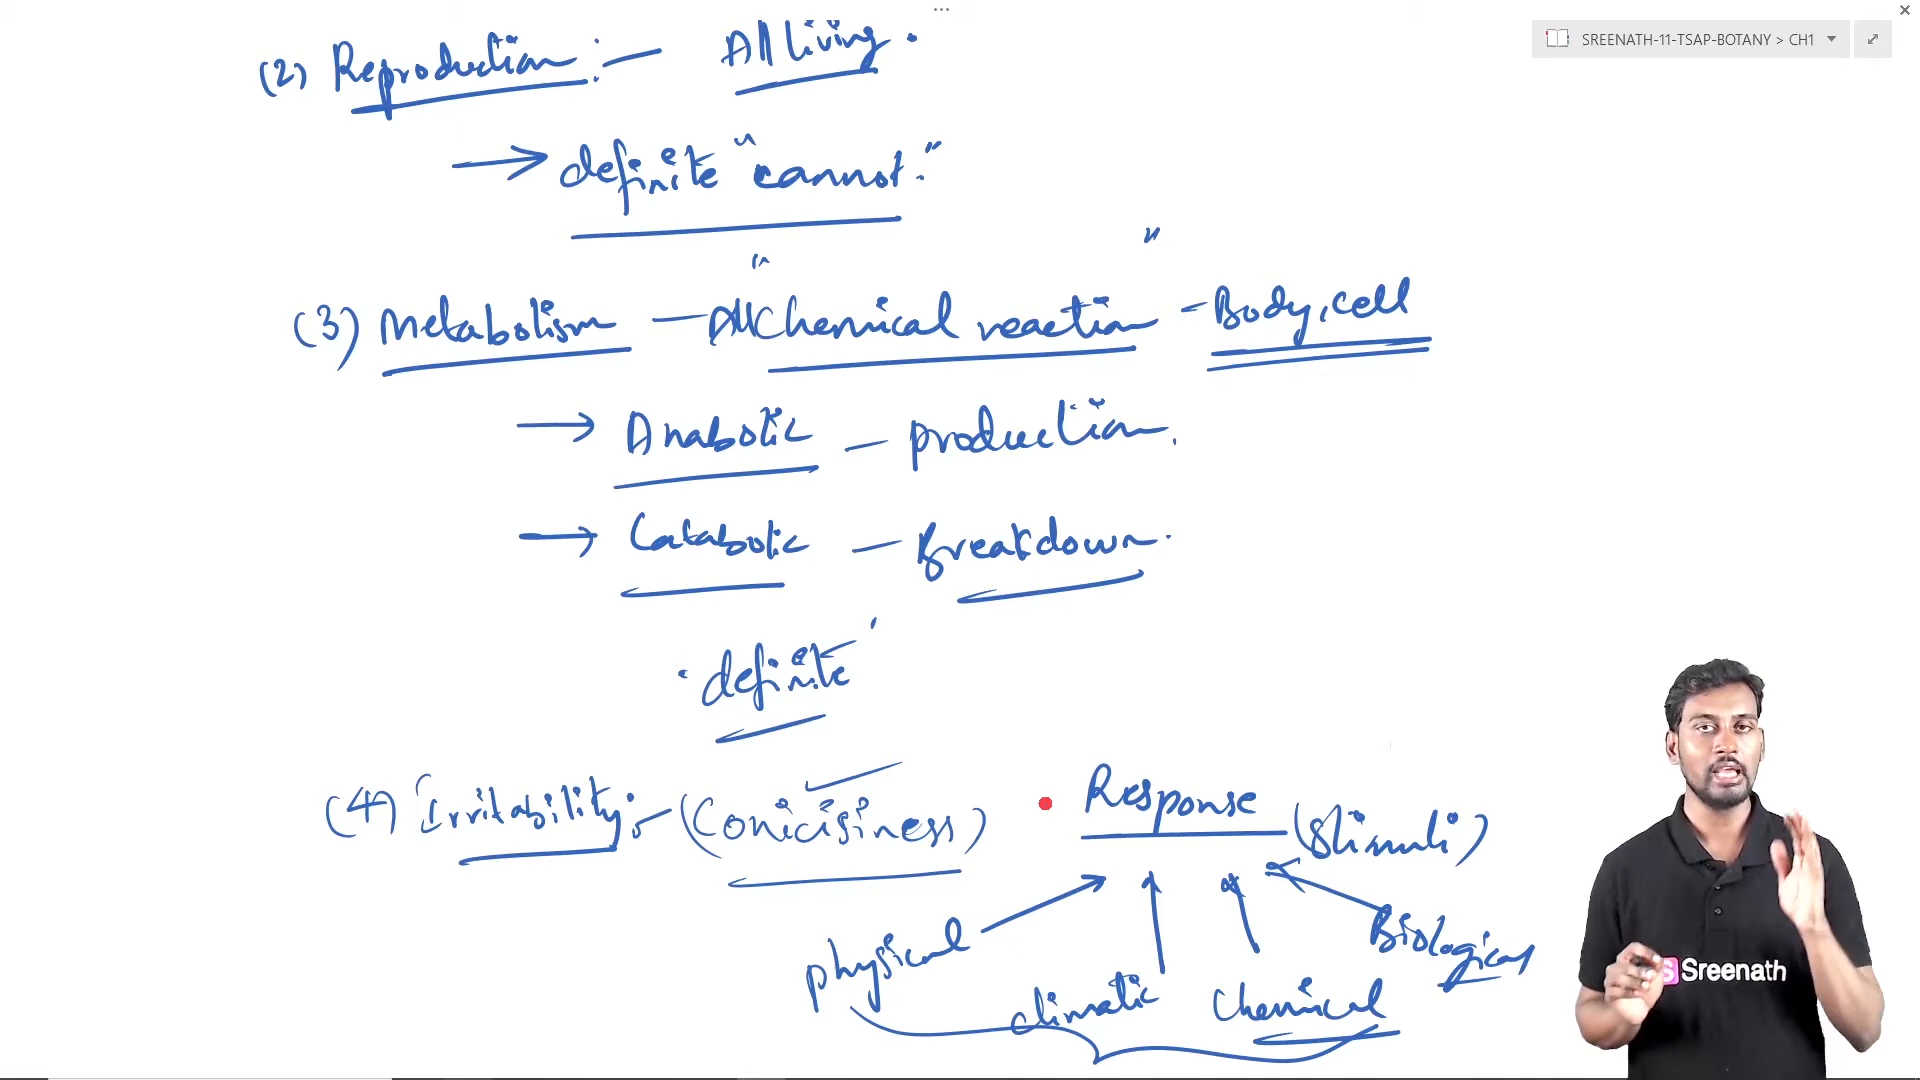 ...
SREENATH-11-TSAP-BOTANY > CH1
(2) Reproduction :- All living.
→ definite "cannot."
(3) Metabolism - "All Chemical reaction" - Body, cell
→ Anabolic - production.
→ Catabolic - Breakdown.
. definite '
(4) Irritability :- (Conicisiness) Response (Stimuli)
physical climatic Chemical Biological
Sreenath